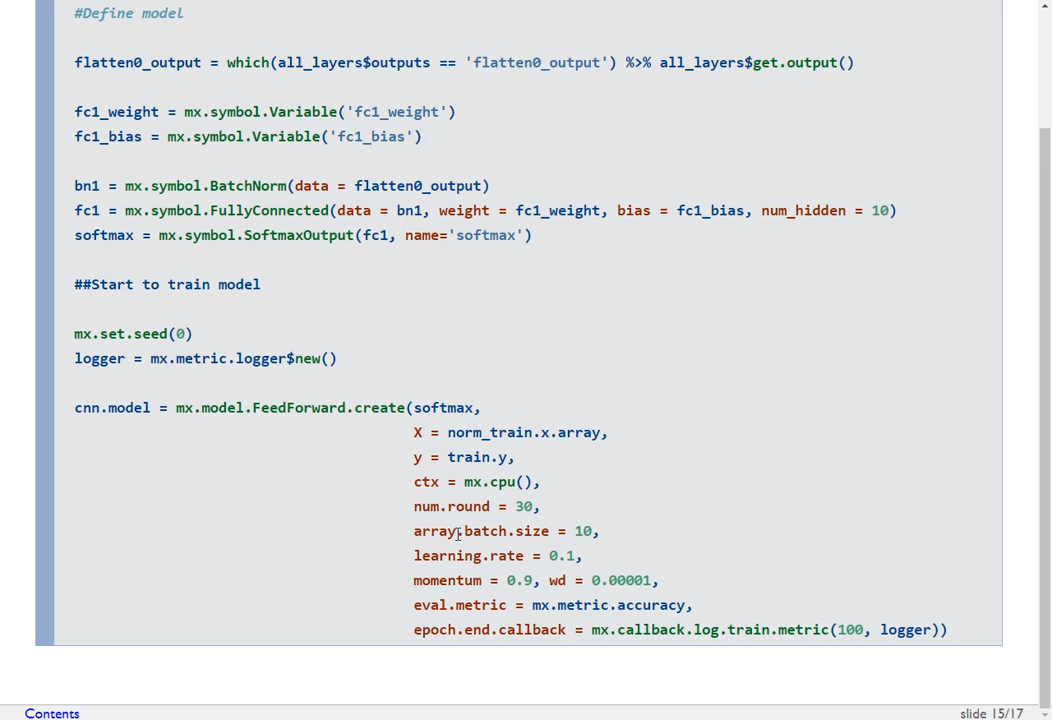 #Define model
flatten0_output = which(all_layers$outputs == 'flatten0_output') %>% all_layers$get.output()
fc1_weight = mx.symbol.Variable('fc1_weight')
fc1_bias = mx.symbol.Variable('fc1_bias')
bn1 = mx.symbol.BatchNorm(data = flatten0_output)
fc1 = mx.symbol.FullyConnected(data = bn1, weight = fc1_weight, bias = fc1_bias, num_hidden = 10)
softmax = mx.symbol.SoftmaxOutput(fc1, name='softmax')
##Start to train model
mx.set.seed(0)
logger = mx.metric.logger$new()
cnn.model = mx.model.FeedForward.create(softmax,
X = norm_train.x.array,
y = train.y,
ctx = mx.cpu(),
num.round = 30,
array.batch.size = 10,
learning.rate = 0.1,
momentum = 0.9, wd = 0.00001,
eval.metric = mx.metric.accuracy,
epoch.end.callback = mx.callback.log.train.metric(100, logger))
Contents
slide 15/17